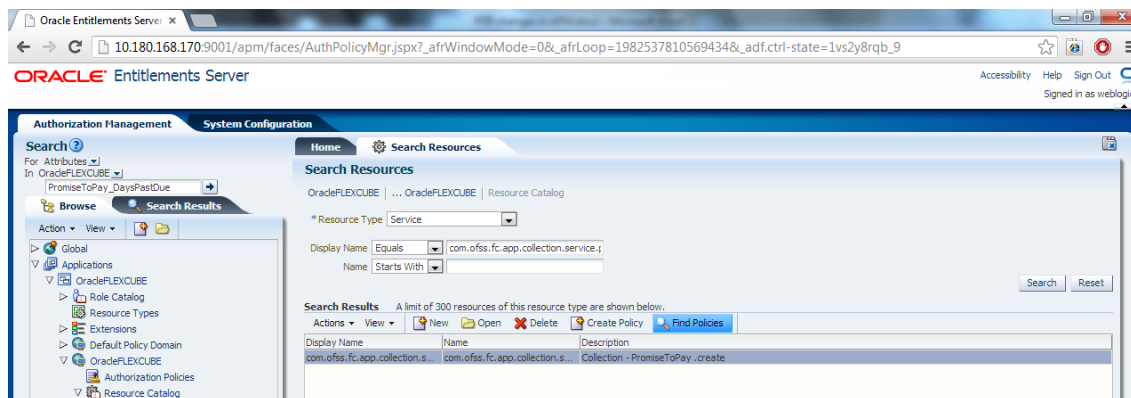 Oracle Entitlements Server ×
10.180.168.170:9001/apm/faces/AuthPolicyMgr.jspx?_afrWindowMode=0&_afrLoop=1982537810569434&_adf.ctrl-state=1vs2y8rqb_9
ORACLE Entitlements Server
Accessibility Help Sign Out
Signed in as weblogic
Authorization Management System Configuration
Search
For Attributes
In OracleFLEXCUBE
PromiseToPay_DaysPastDue
Browse Search Results
Action View
Global
Applications
OracleFLEXCUBE
Role Catalog
Resource Types
Extensions
Default Policy Domain
OracleFLEXCUBE
Authorization Policies
Resource Catalog
Home Search Resources
Search Resources
OracleFLEXCUBE | ... OracleFLEXCUBE | Resource Catalog
* Resource Type Service
Display Name Equals com.ofss.fc.app.collection.service.p
Name Starts With
Search Reset
Search Results A limit of 300 resources of this resource type are shown below.
Actions View New Open Delete Create Policy Find Policies
Display Name Name Description
com.ofss.fc.app.collection.s... com.ofss.fc.app.collection.s... Collection - PromiseToPay .create